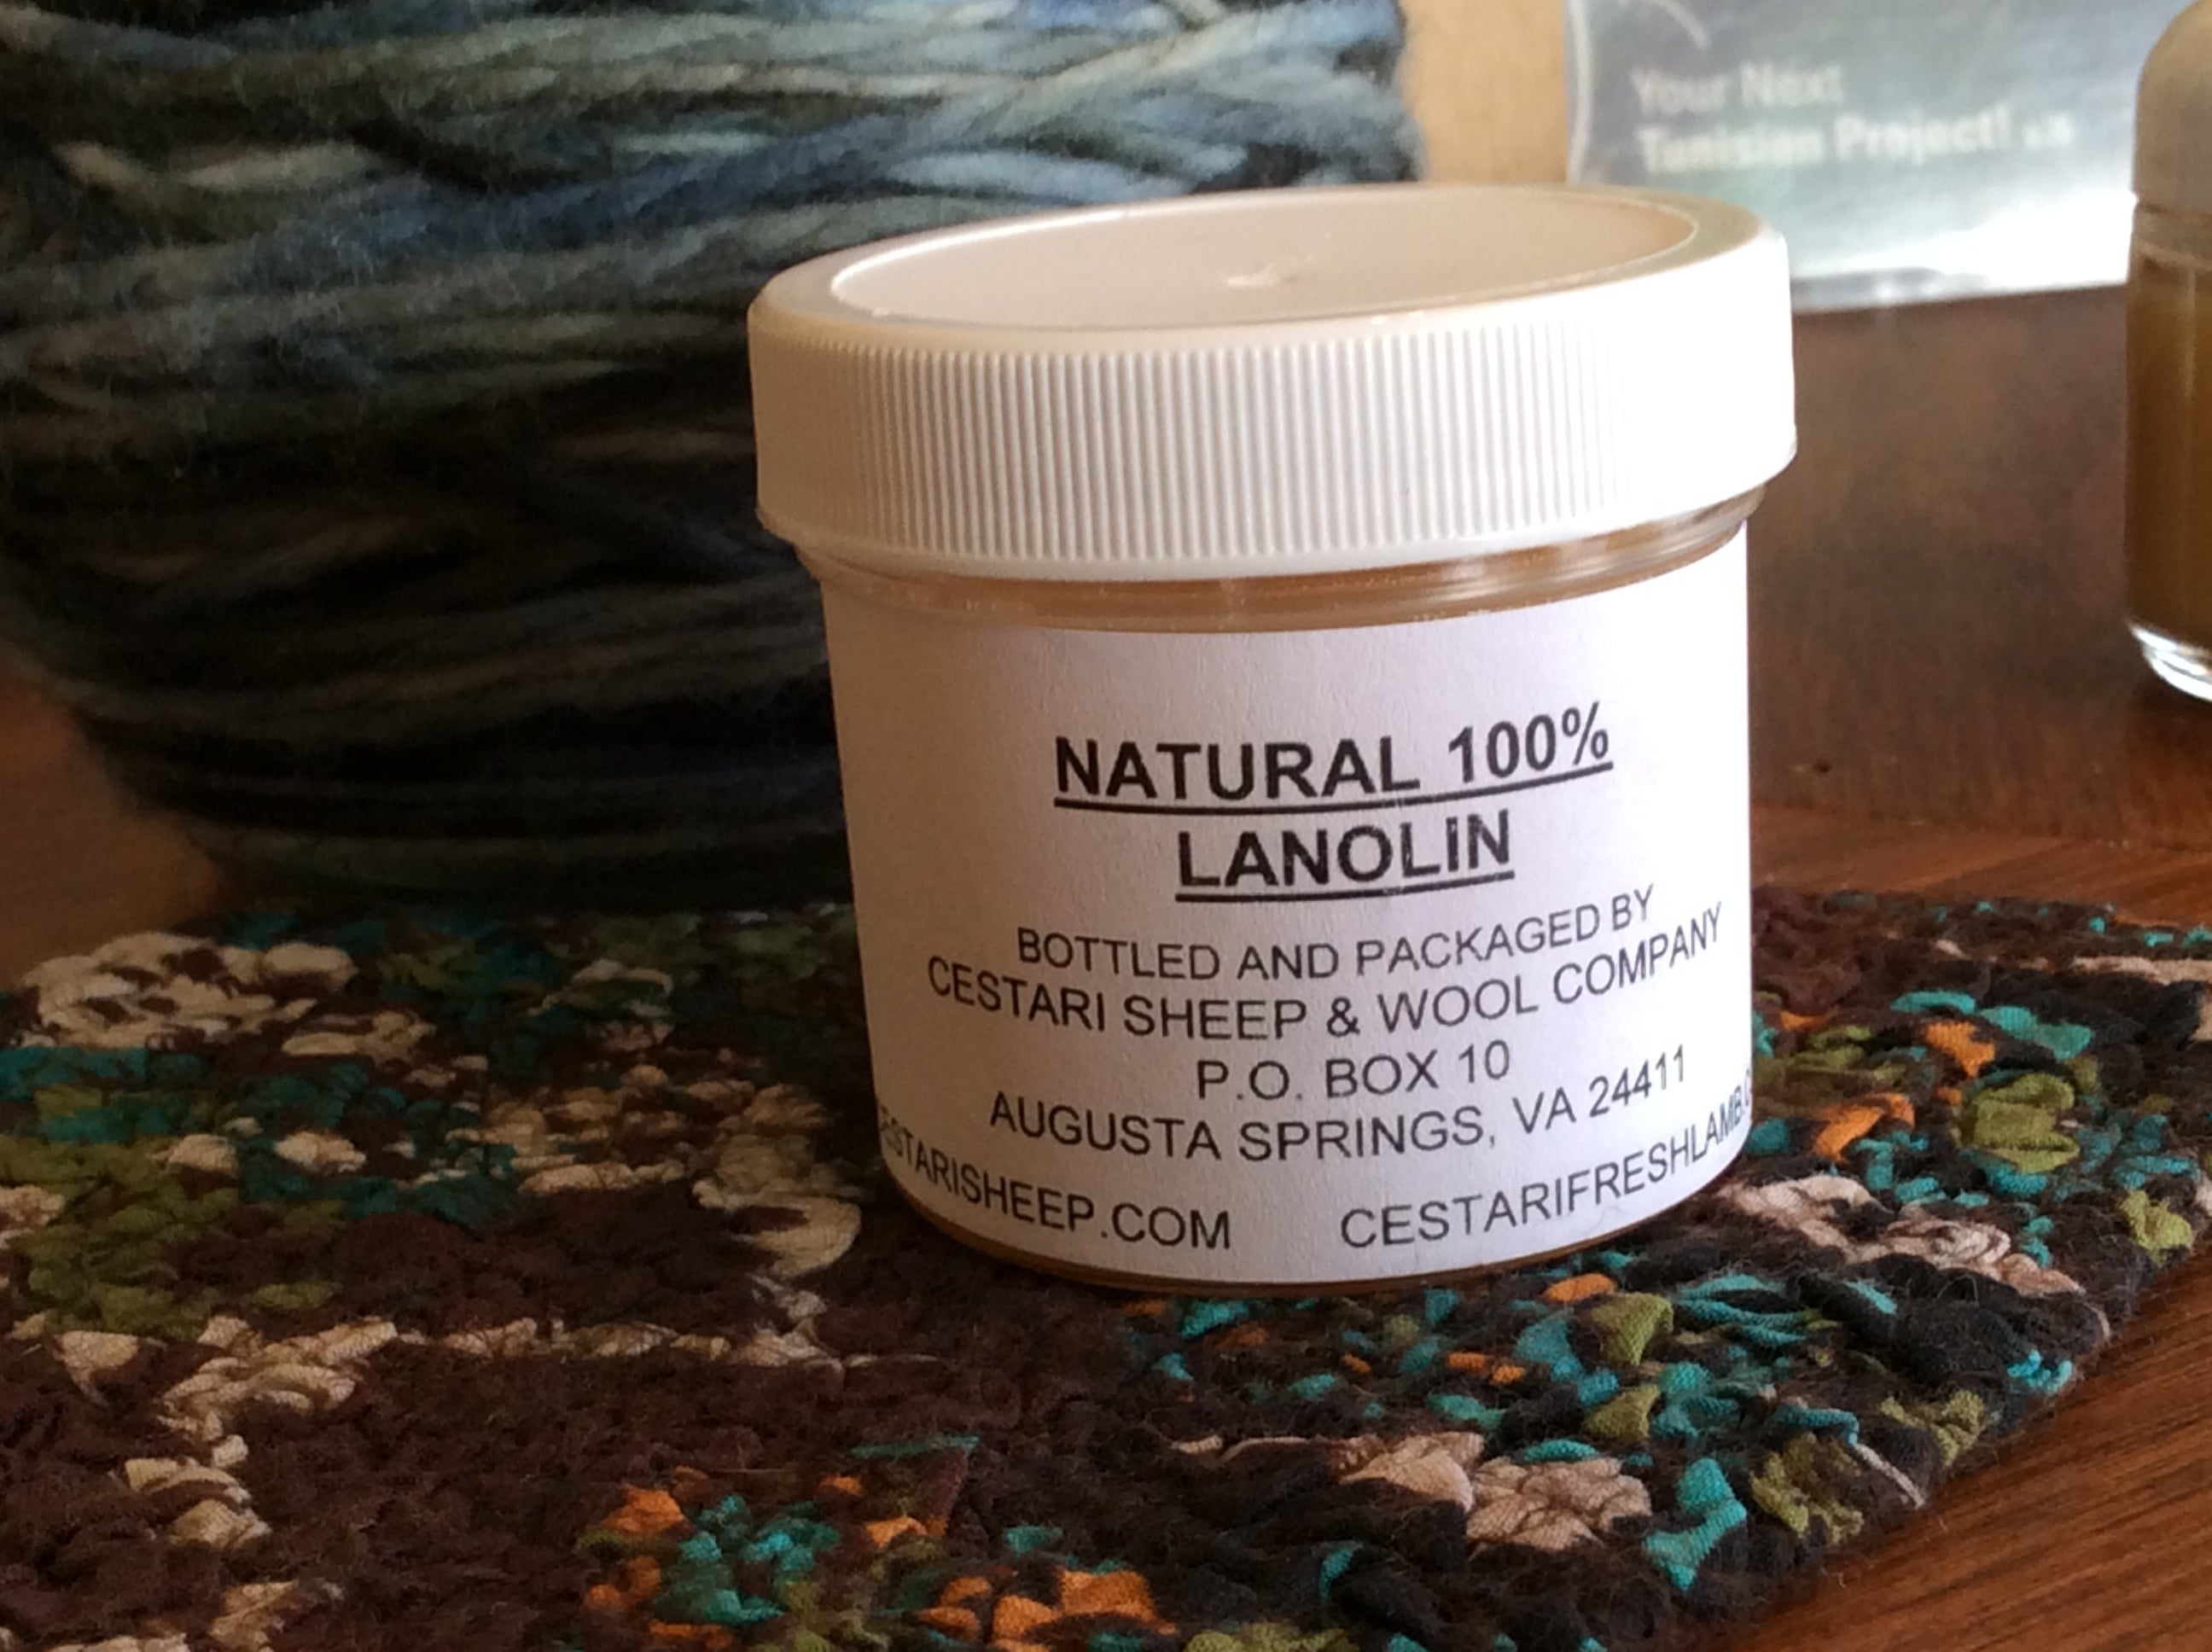 Your Next
Tunisian Project!
NATURAL 100%
LANOLIN
BOTTLED AND PACKAGED BY
CESTARI SHEEP & WOOL COMPANY
P.O. BOX 10
AUGUSTA SPRINGS, VA 24411
ESTARISHEEP.COM CESTARIFRESHLAMB.C